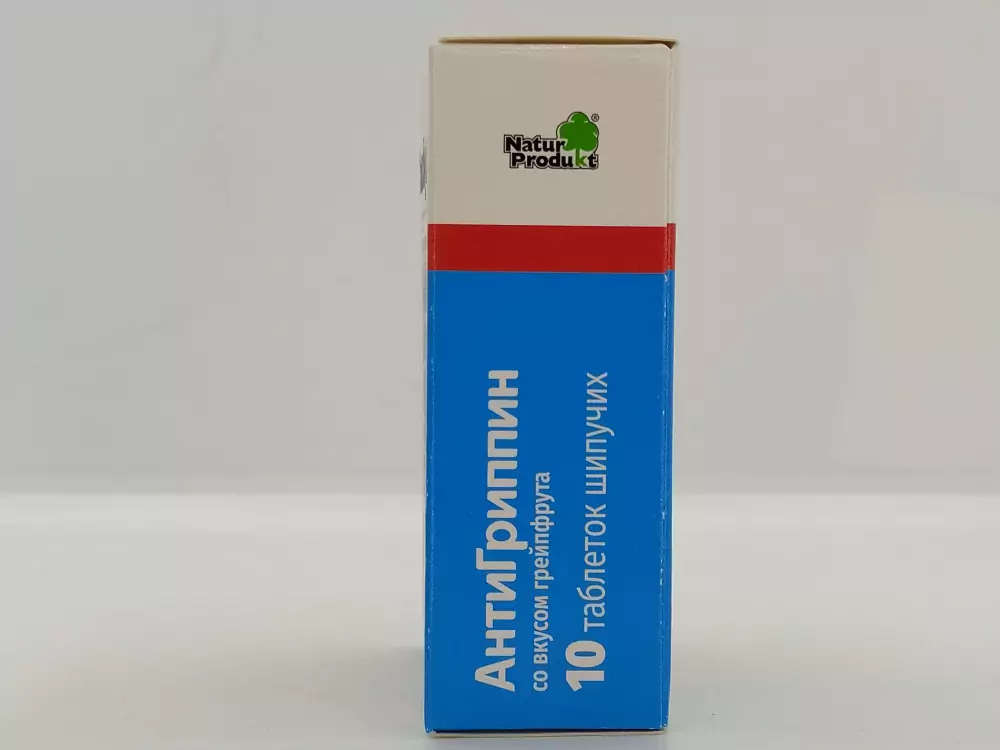 Natur
Produkt
®
АнтиГриппин
со вкусом грейпфрута
10 таблеток шипучих